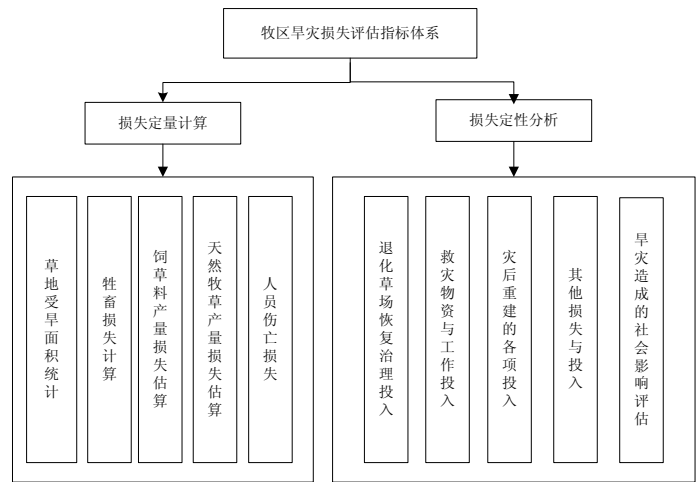 牧区旱灾损失评估指标体系
损失定量计算
损失定性分析
草地受旱面积统计
牲畜损失计算
饲草料产量损失估算
天然牧草产量损失估算
人员伤亡损失
退化草场恢复治理投入
救灾物资与工作投入
灾后重建的各项投入
其他损失与投入
旱灾造成的社会影响评估